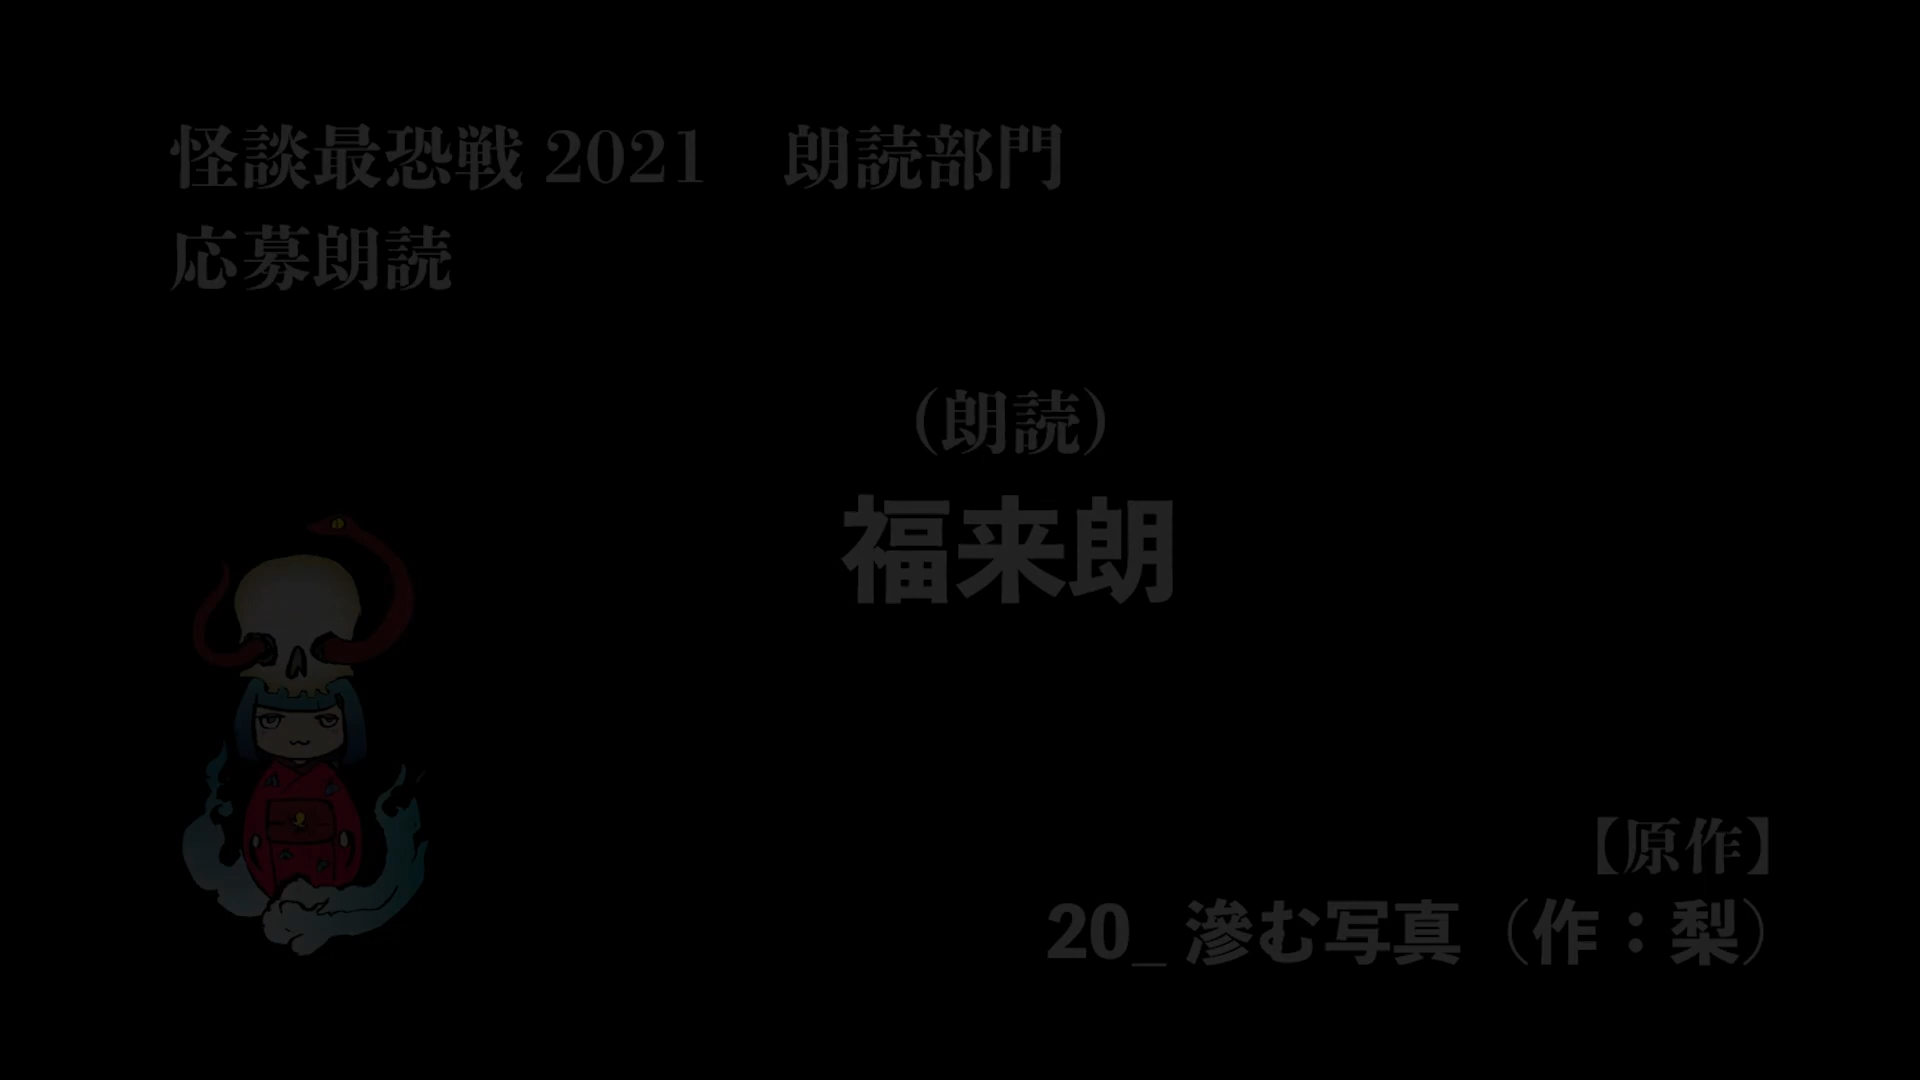 怪談最恐戦 2021　朗読部門
応募朗読
（朗読）
福来朗
【原作】
20_ 滲む写真（作：梨）